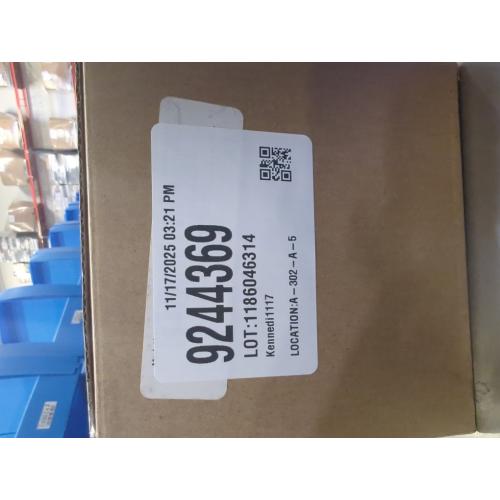 11/17/2025 03:21 PM
9244369
LOT:1186046314
Kennedi1117
LOCATION:A-302-A-5